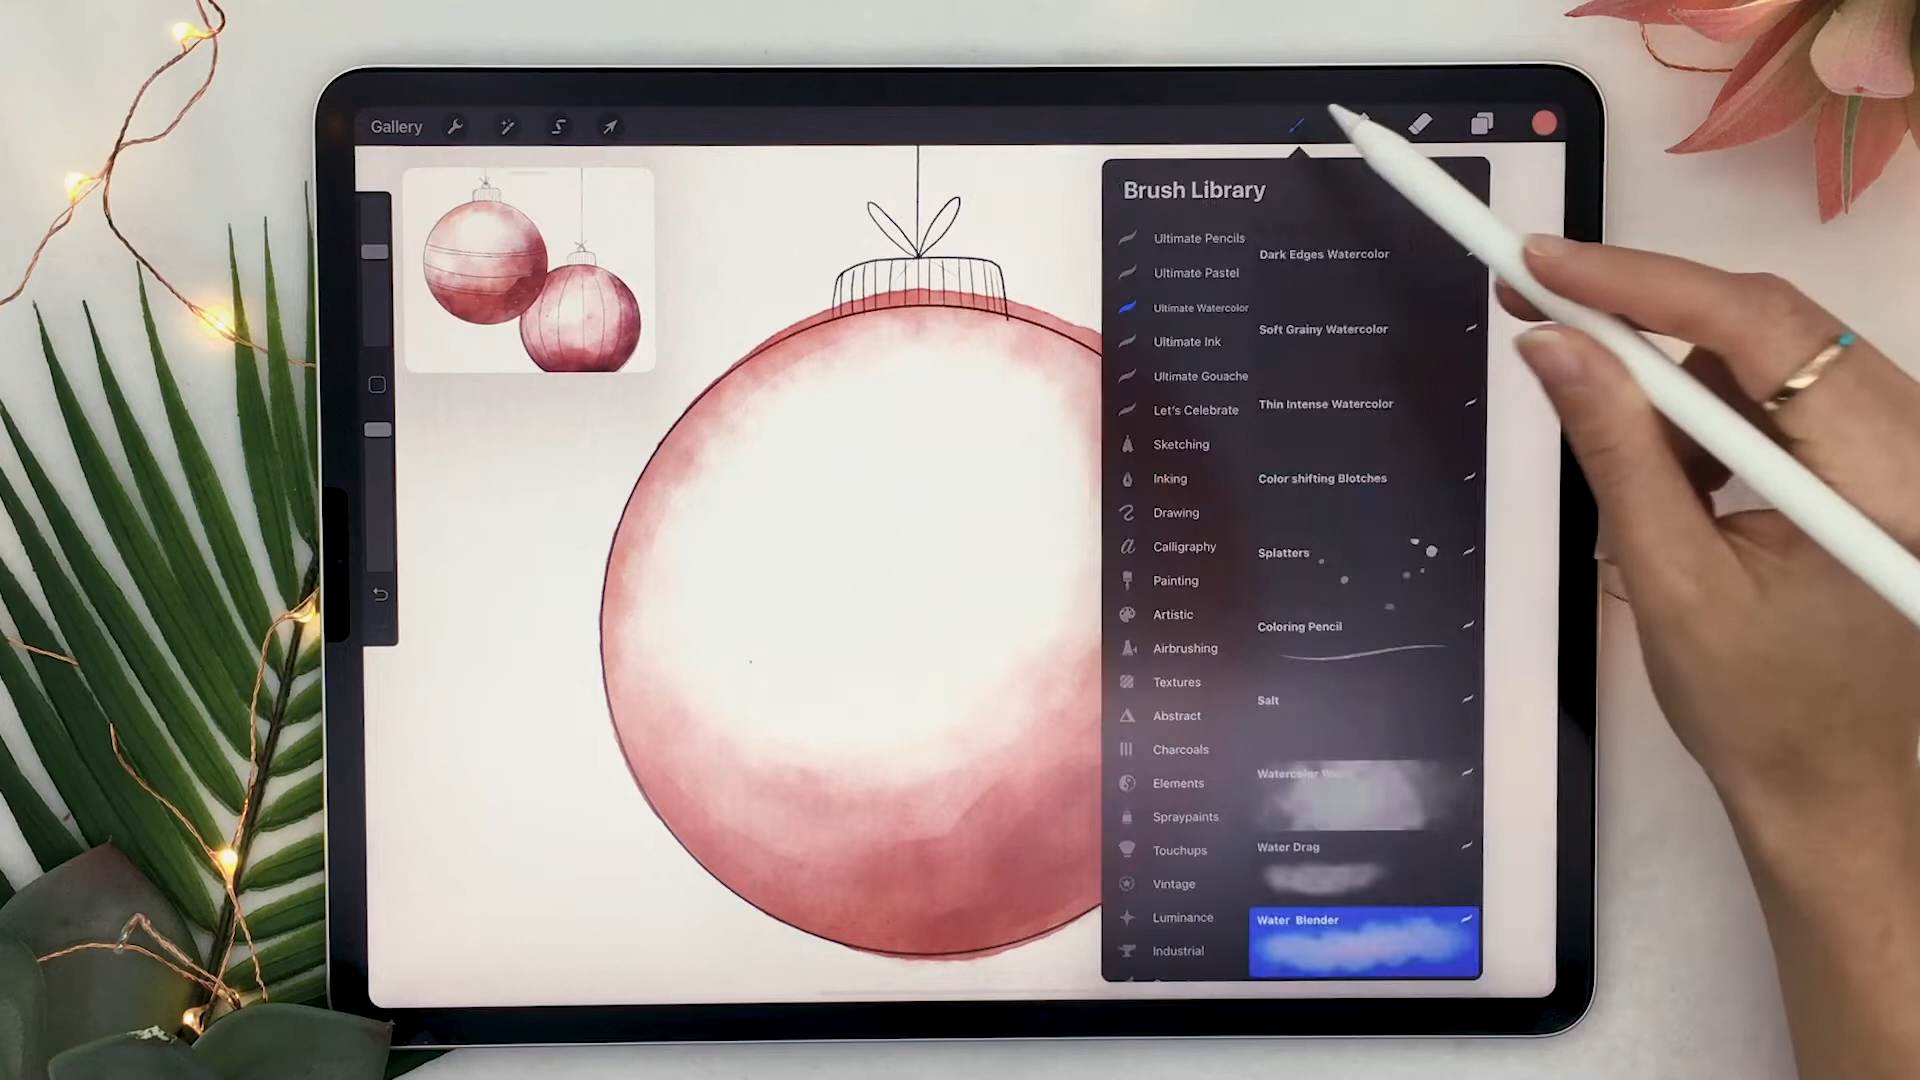 Gallery
Brush Library
Ultimate Pencils
Ultimate Pastel
Ultimate Watercolor
Ultimate Ink
Ultimate Gouache
Let's Celebrate
Sketching
Inking
Drawing
Calligraphy
Painting
Artistic
Airbrushing
Textures
Abstract
Charcoals
Elements
Spraypaints
Touchups
Vintage
Luminance
Industrial
Dark Edges Watercolor
Soft Grainy Watercolor
Thin Intense Watercolor
Color shifting Blotches
Splatters
Coloring Pencil
Salt
Watercolor
Water Drag
Water Blender